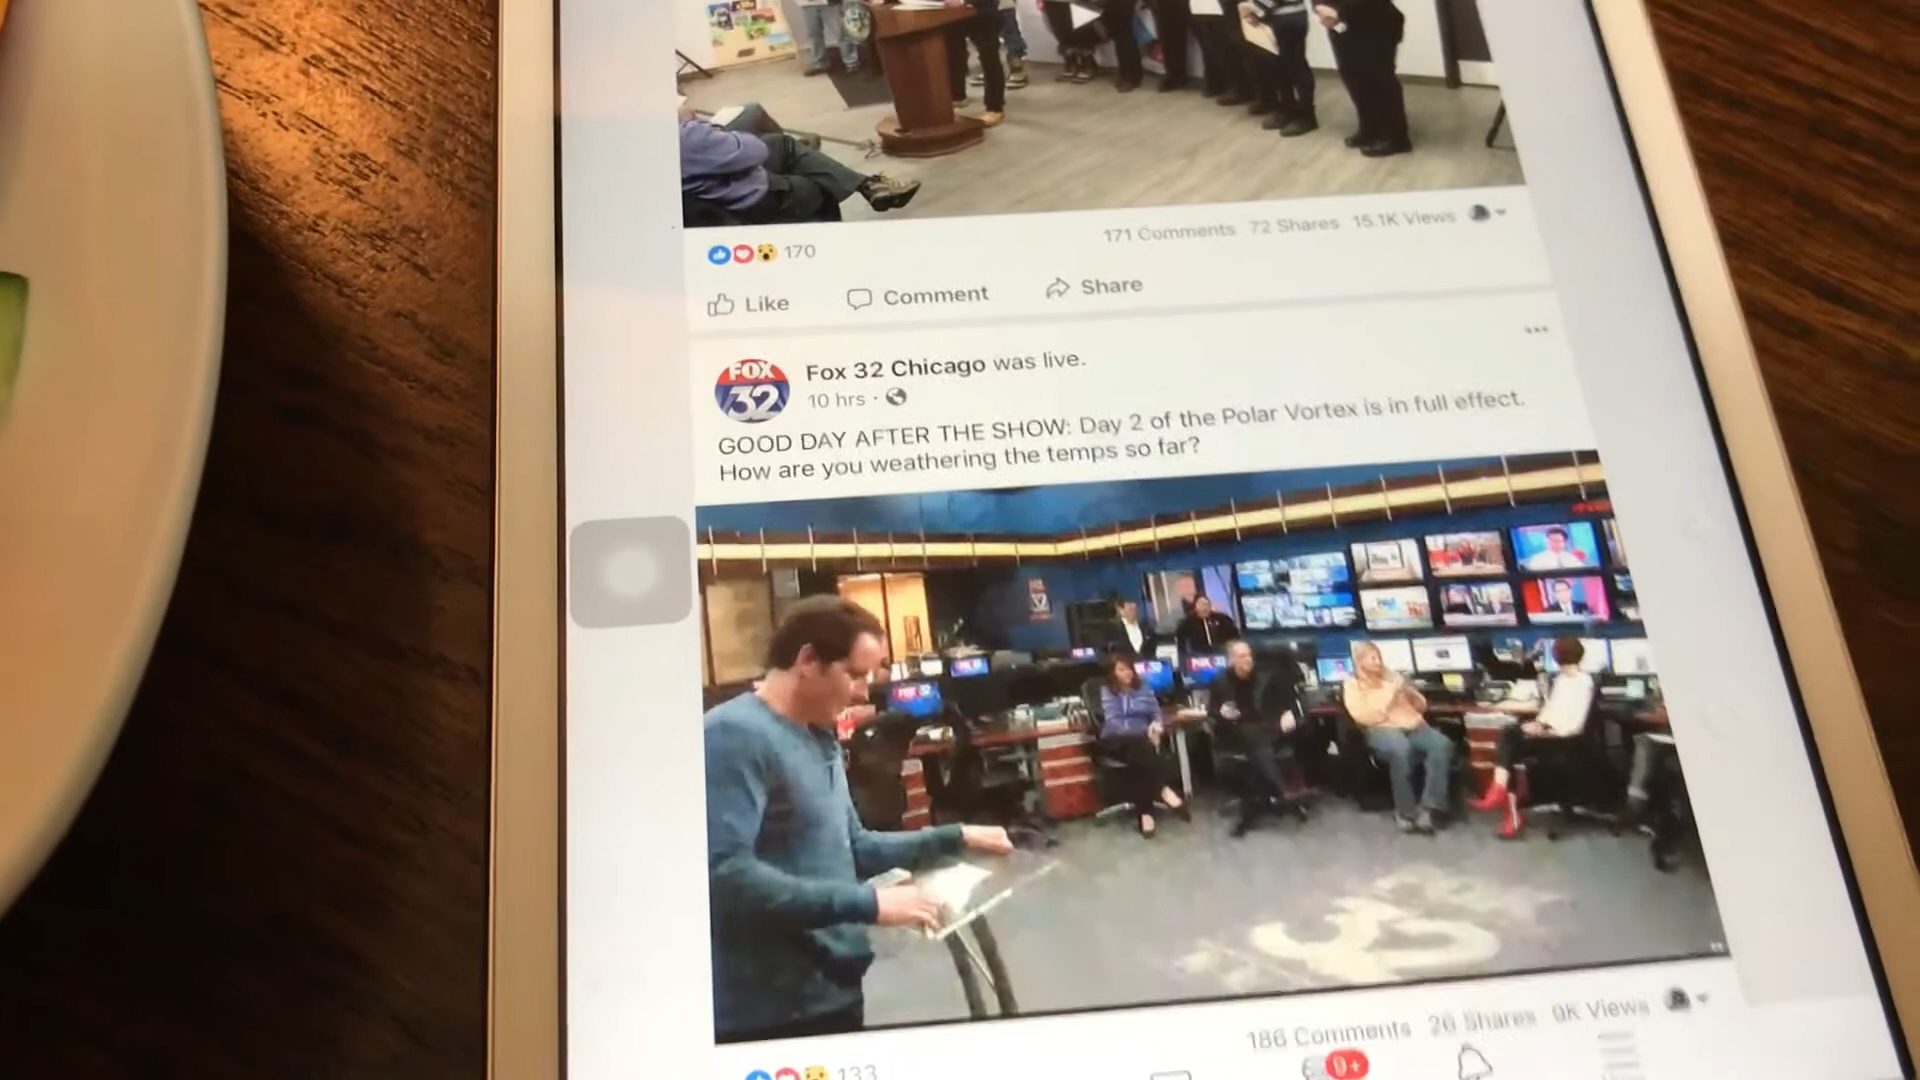 171 Comments 72 Shares 15.1K Views
170
Like Comment Share
FOX
32
Fox 32 Chicago was live.
10 hrs ·
GOOD DAY AFTER THE SHOW: Day 2 of the Polar Vortex is in full effect.
How are you weathering the temps so far?
186 Comments 26 Shares Views
133
9+